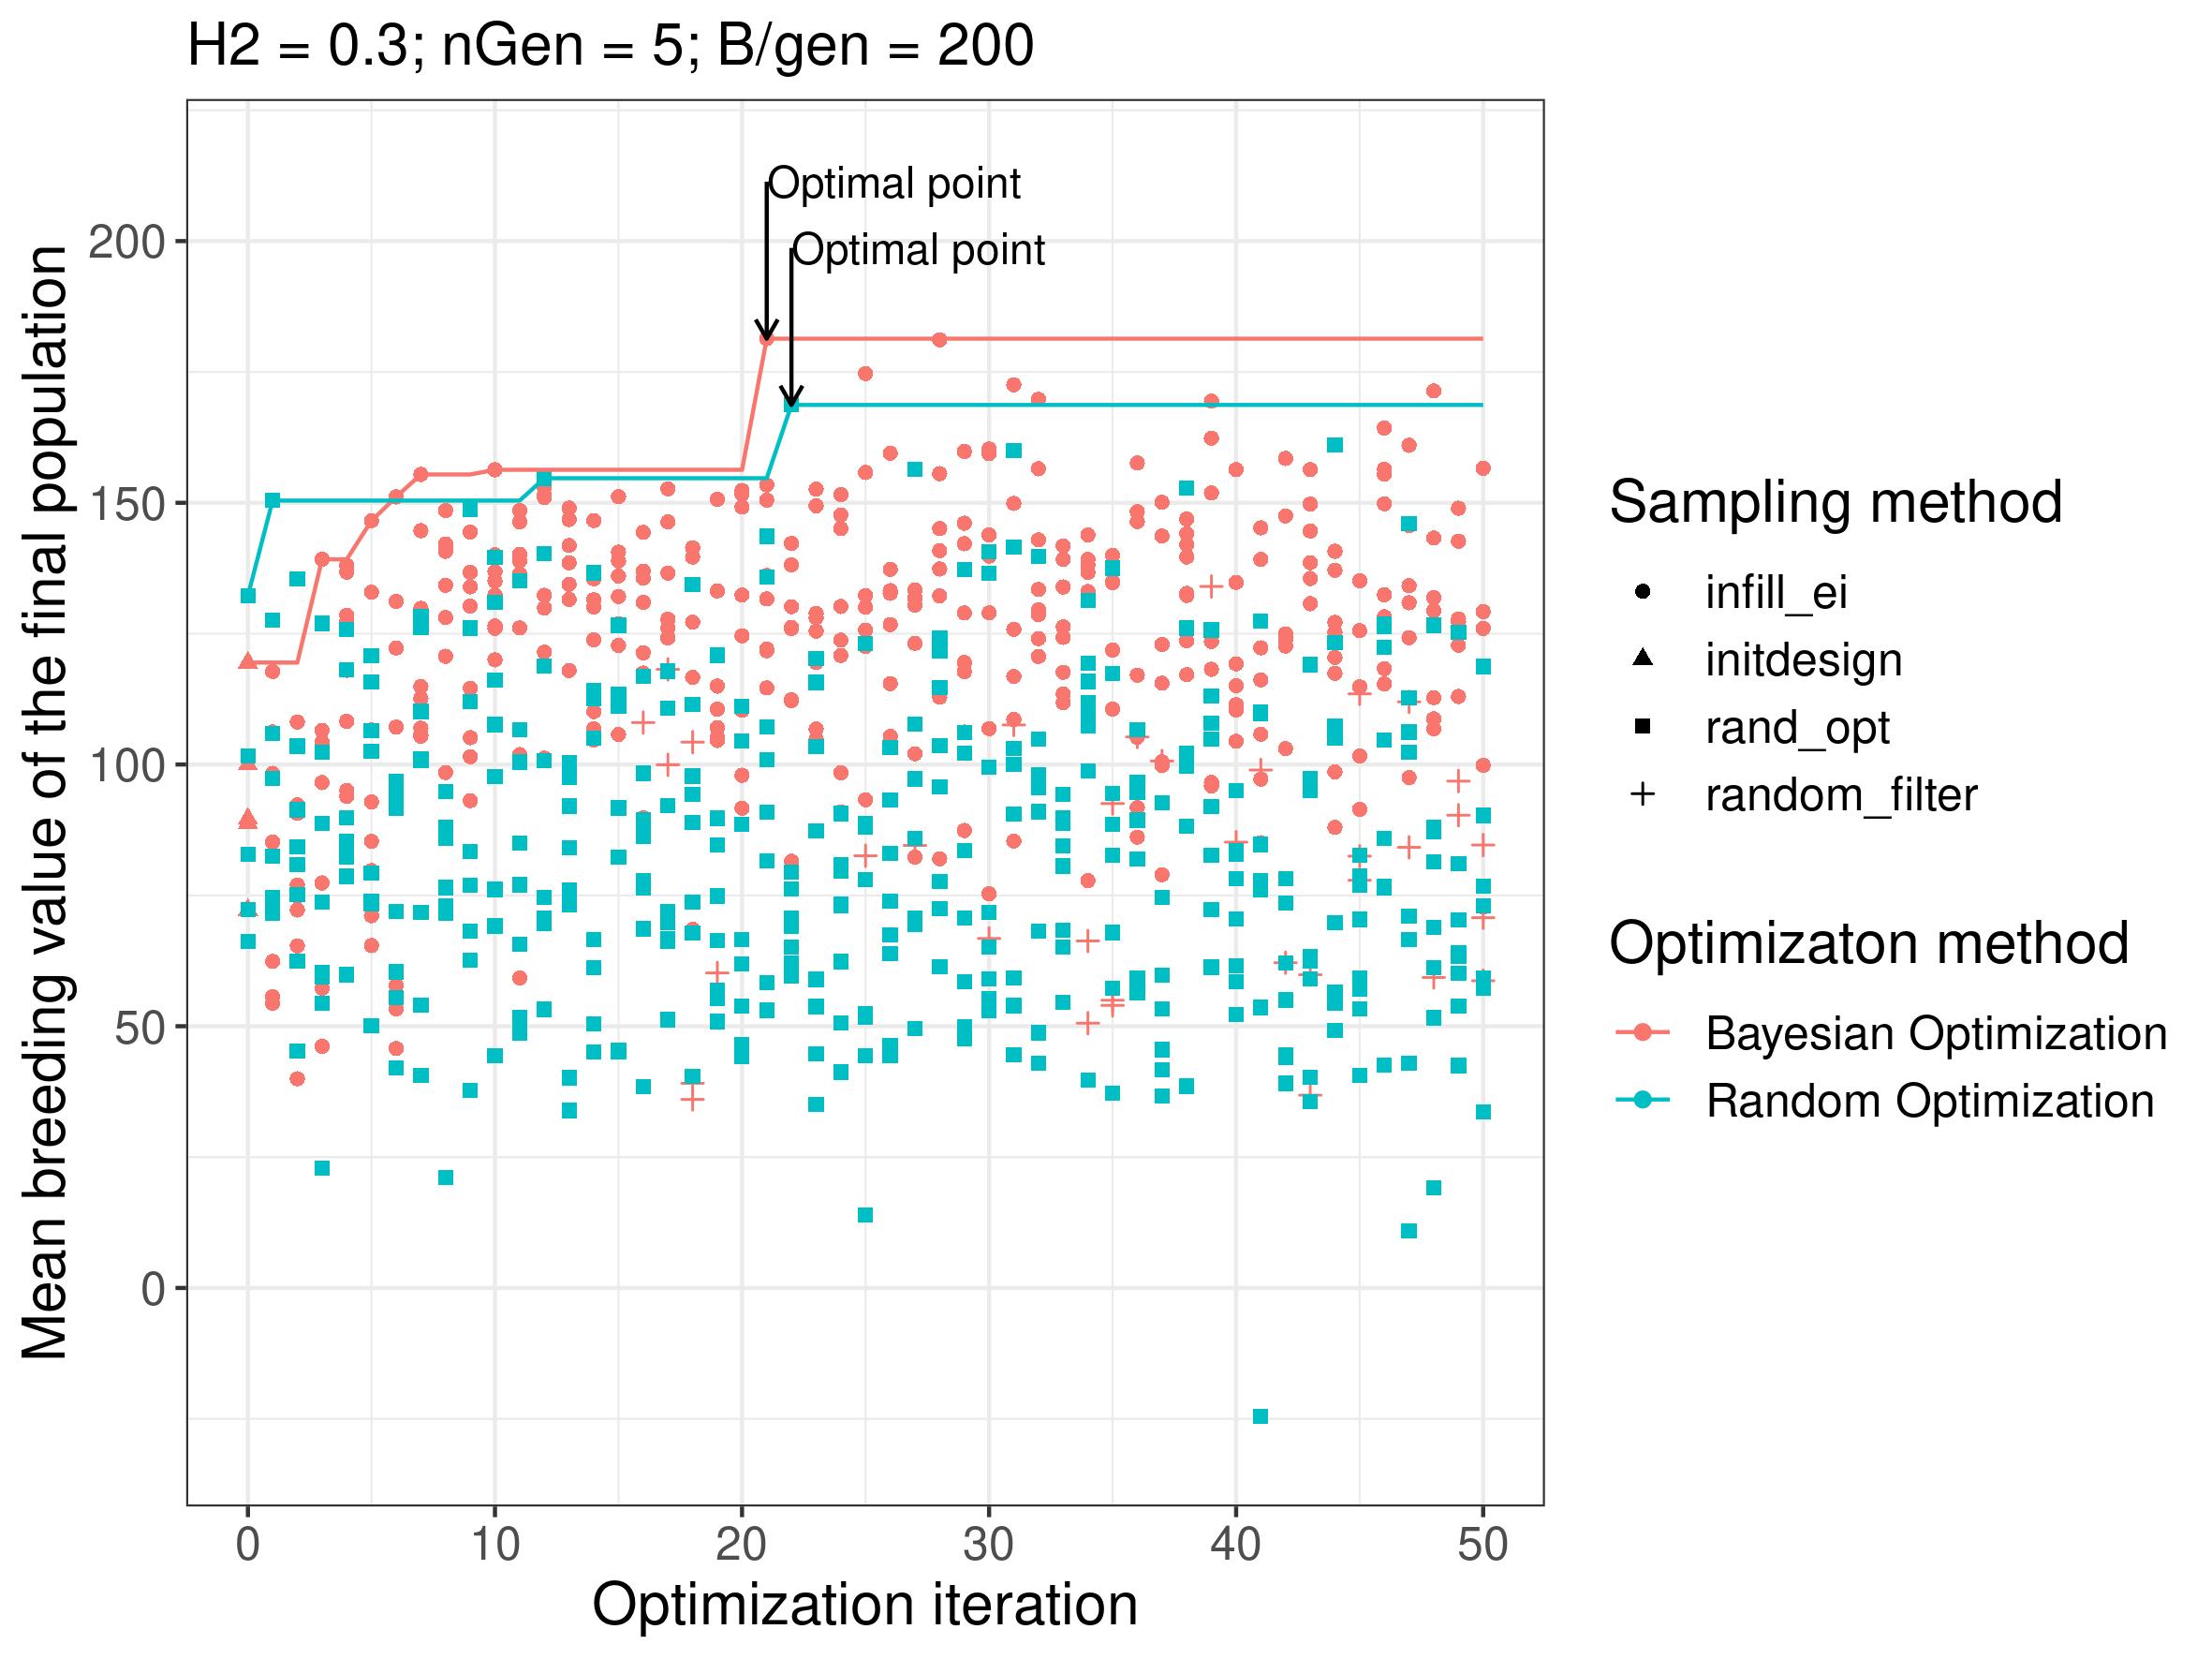 H2 = 0.3; nGen = 5; B/gen = 200
Mean breeding value of the final population
200
150
100
50
0
Optimal point
Optimal point
0 10 20 30 40 50
Optimization iteration
Sampling method
infill_ei
initdesign
rand_opt
random_filter
Optimizaton method
Bayesian Optimization
Random Optimization